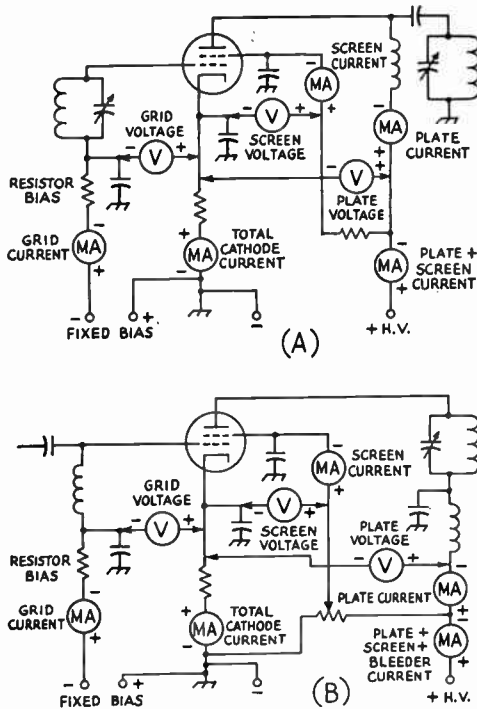 SCREEN
CURRENT
MA
GRID
VOLTAGE
- V +
SCREEN
VOLTAGE
- +
MA
PLATE
CURRENT
- V +
PLATE
VOLTAGE
RESISTOR
BIAS
GRID
CURRENT
- MA +
+ MA -
TOTAL
CATHODE
CURRENT
- V +
- MA +
PLATE +
SCREEN
CURRENT
- +
FIXED BIAS
-
+ H.V.
(A)
- MA +
SCREEN
CURRENT
GRID
VOLTAGE
- V +
- V +
SCREEN
VOLTAGE
PLATE
VOLTAGE
- V +
RESISTOR
BIAS
GRID
CURRENT
- MA +
+ MA -
TOTAL
CATHODE
CURRENT
PLATE CURRENT
- MA +
PLATE +
SCREEN +
BLEEDER
CURRENT
- MA +
- +
FIXED BIAS
-
+ H.V.
(B)